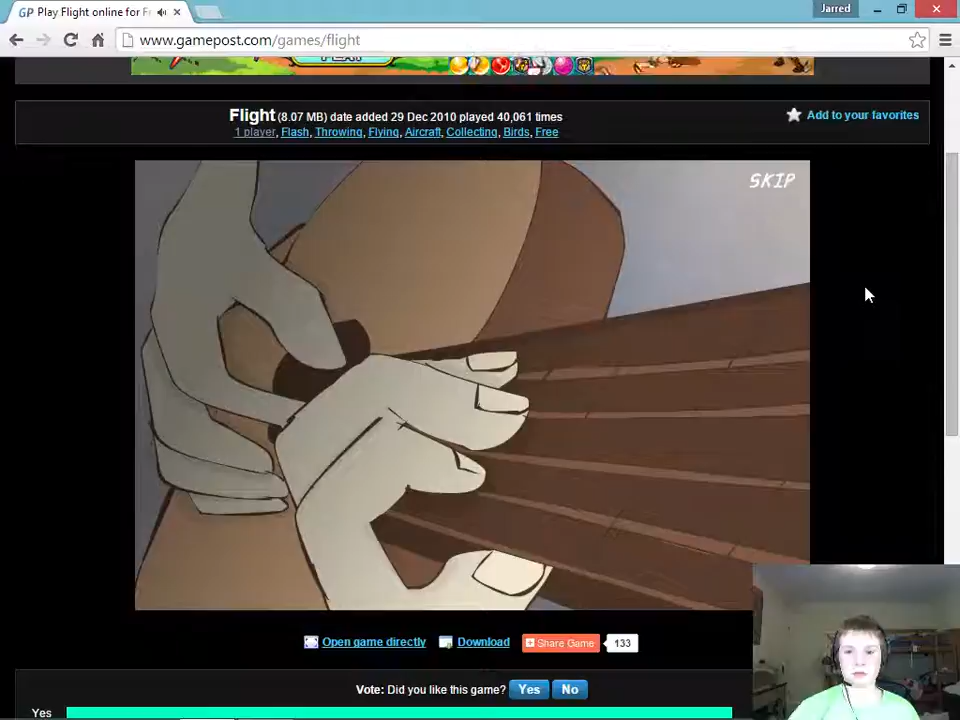 GP Play Flight online for F
Jarred
www.gamepost.com/games/flight
PLAY
Flight (8.07 MB) date added 29 Dec 2010 played 40,061 times
1 player, Flash, Throwing, Flying, Aircraft, Collecting, Birds, Free
Add to your favorites
SKIP
Open game directly
Download
Share Game
133
Vote: Did you like this game? Yes No
Yes